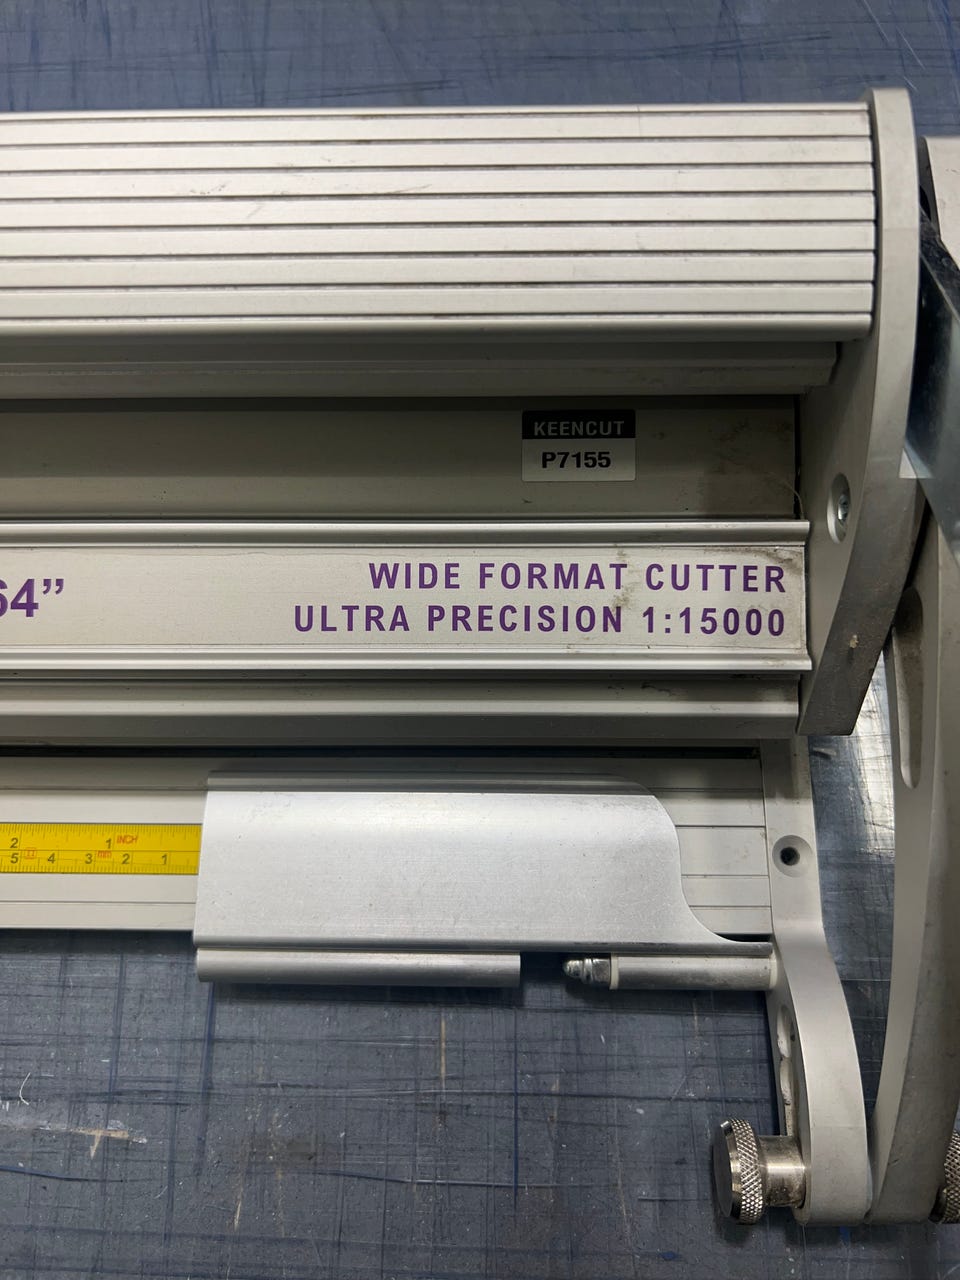 KEENCUT
P7155
64”
WIDE FORMAT CUTTER
ULTRA PRECISION 1:15000
2 1 INCH
5 4 3 mm 2 1